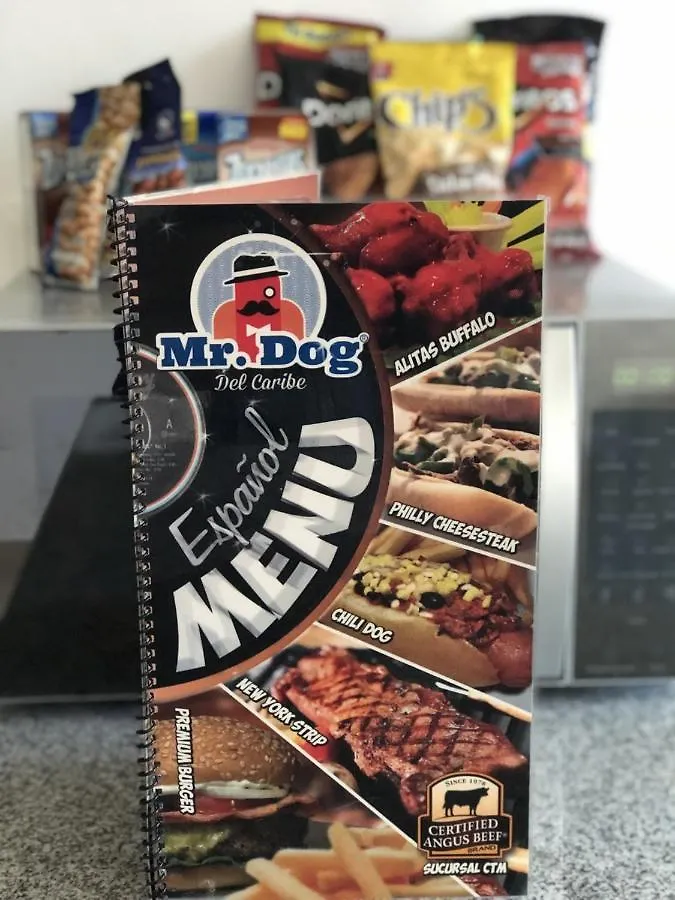 Chips
Mr. Dog®
Del Caribe
Español
MENU
ALITAS BUFFALO
PHILLY CHEESESTEAK
CHILI DOG
NEW YORK STRIP
PREMIUM BURGER
SINCE 1978
CERTIFIED
ANGUS BEEF®
BRAND
SUCURSAL CTM